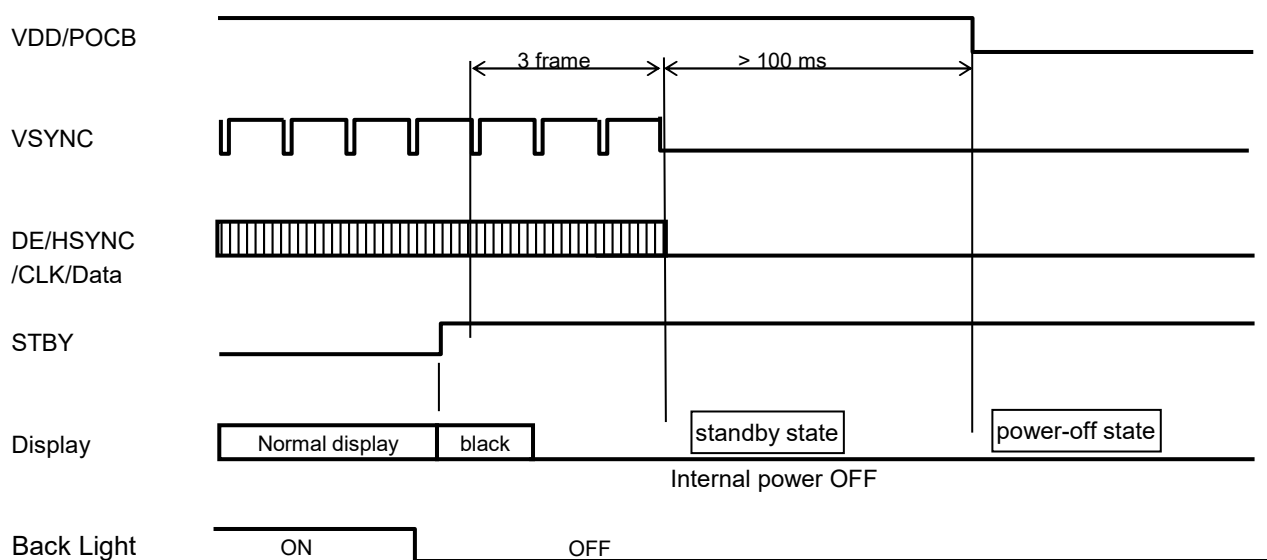 VDD/POCB
3 frame
> 100 ms
VSYNC
DE/HSYNC
/CLK/Data
STBY
Display
Normal display
black
standby state
power-off state
Internal power OFF
Back Light
ON
OFF